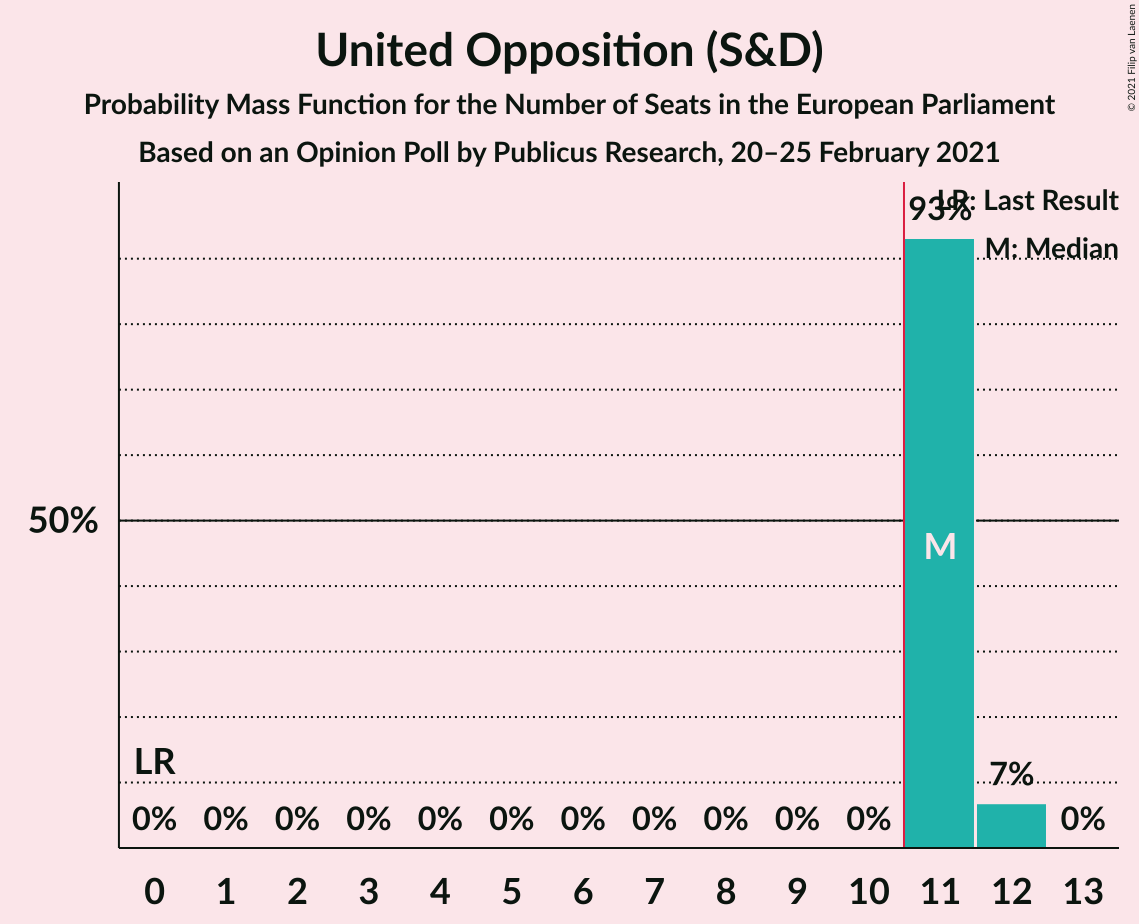 United Opposition (S&D)
Probability Mass Function for the Number of Seats in the European Parliament
Based on an Opinion Poll by Publicus Research, 20–25 February 2021
© 2021 Filip van Laenen
LR: Last Result
M: Median
93%
50%
M
LR
7%
0% 0% 0% 0% 0% 0% 0% 0% 0% 0% 0% 0%
0 1 2 3 4 5 6 7 8 9 10 11 12 13